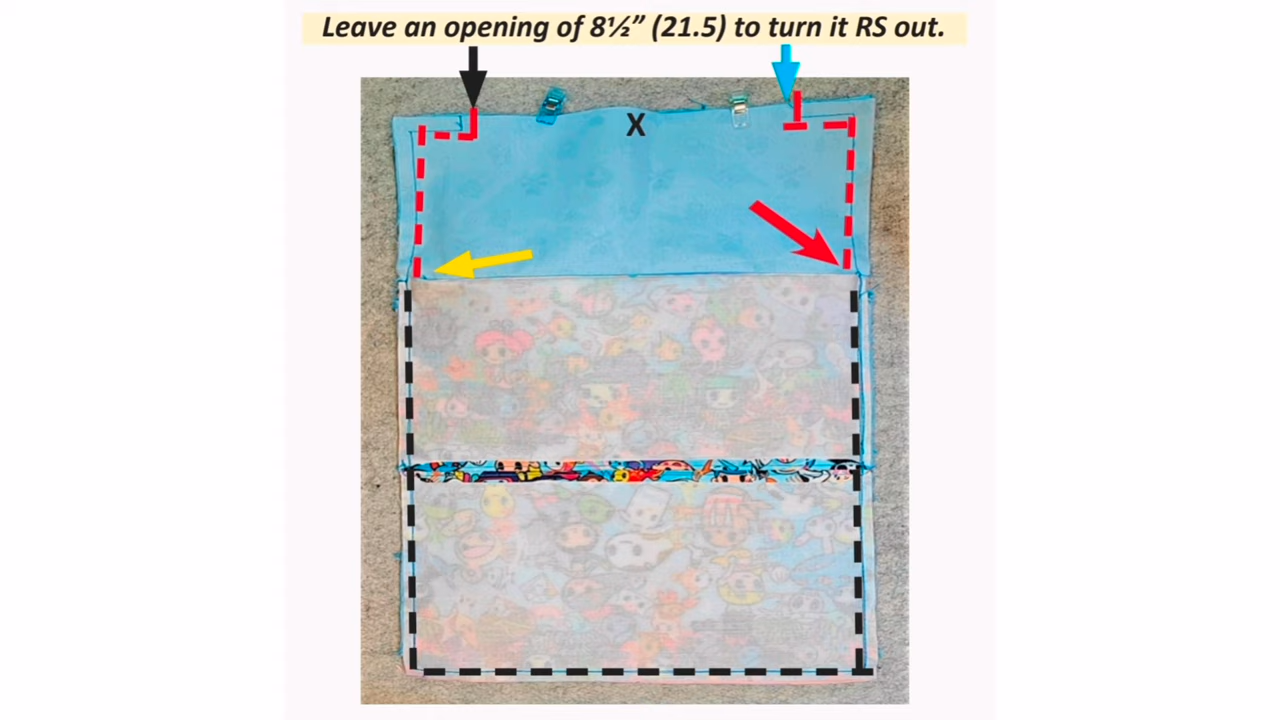 Leave an opening of 8½” (21.5) to turn it RS out.
X